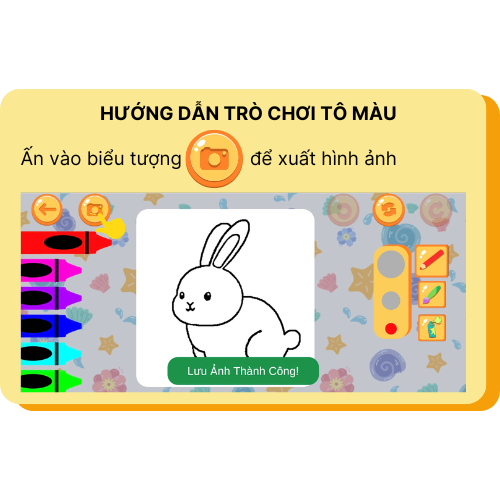 HƯỚNG DẪN TRÒ CHƠI TÔ MÀU
Ấn vào biểu tượng để xuất hình ảnh
Lưu Ảnh Thành Công!